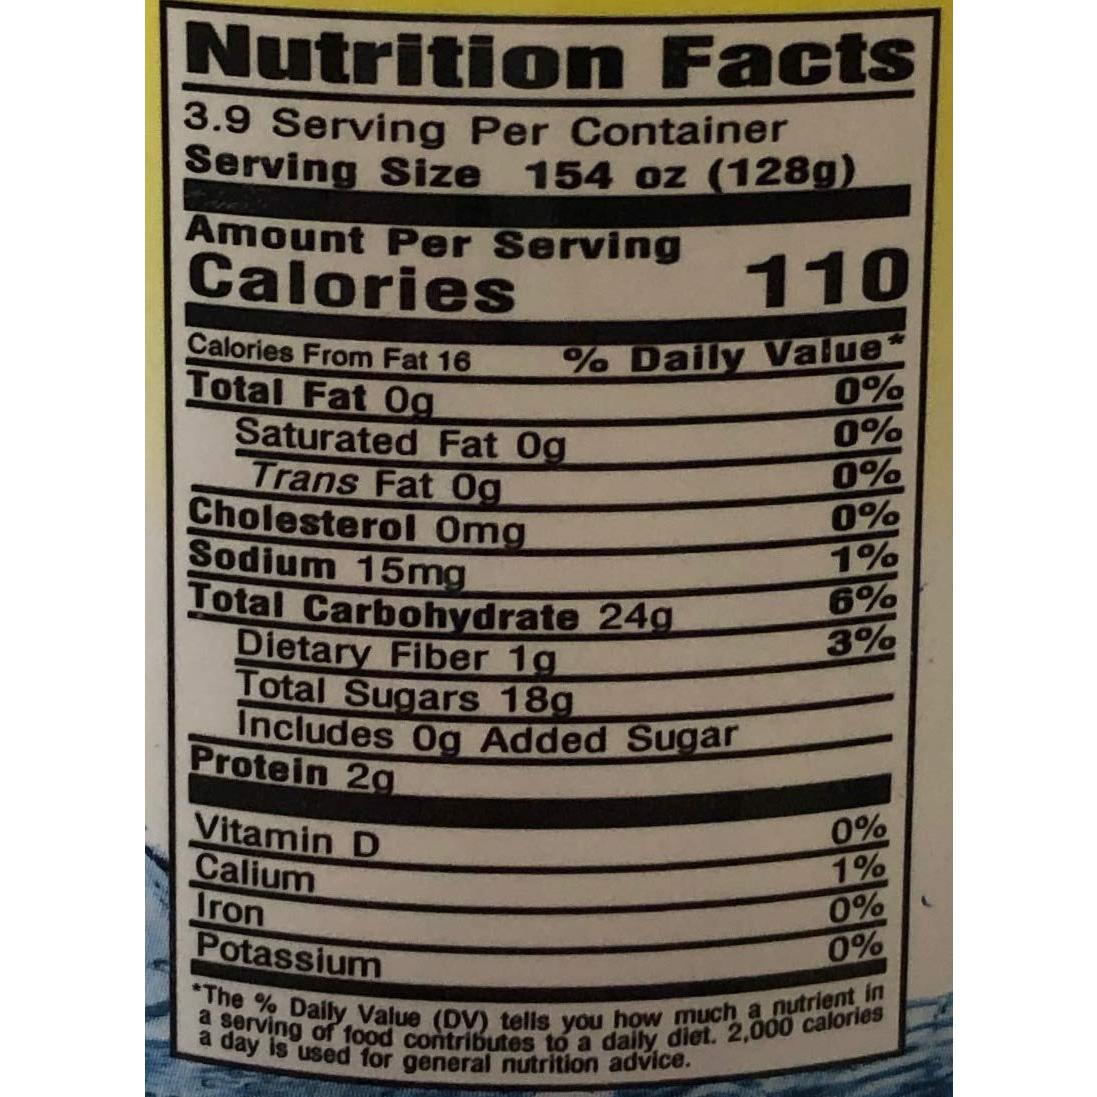 Nutrition Facts
3.9 Serving Per Container
Serving Size 154 oz (128g)
Amount Per Serving
Calories 110
Calories From Fat 16 % Daily Value*
Total Fat 0g 0%
Saturated Fat 0g 0%
Trans Fat 0g 0%
Cholesterol 0mg 0%
Sodium 15mg 1%
Total Carbohydrate 24g 6%
Dietary Fiber 1g 3%
Total Sugars 18g
Includes 0g Added Sugar
Protein 2g
Vitamin D 0%
Calium 1%
Iron 0%
Potassium 0%
*The % Daily Value (DV) tells you how much a nutrient in
a serving of food contributes to a daily diet. 2,000 calories
a day is used for general nutrition advice.